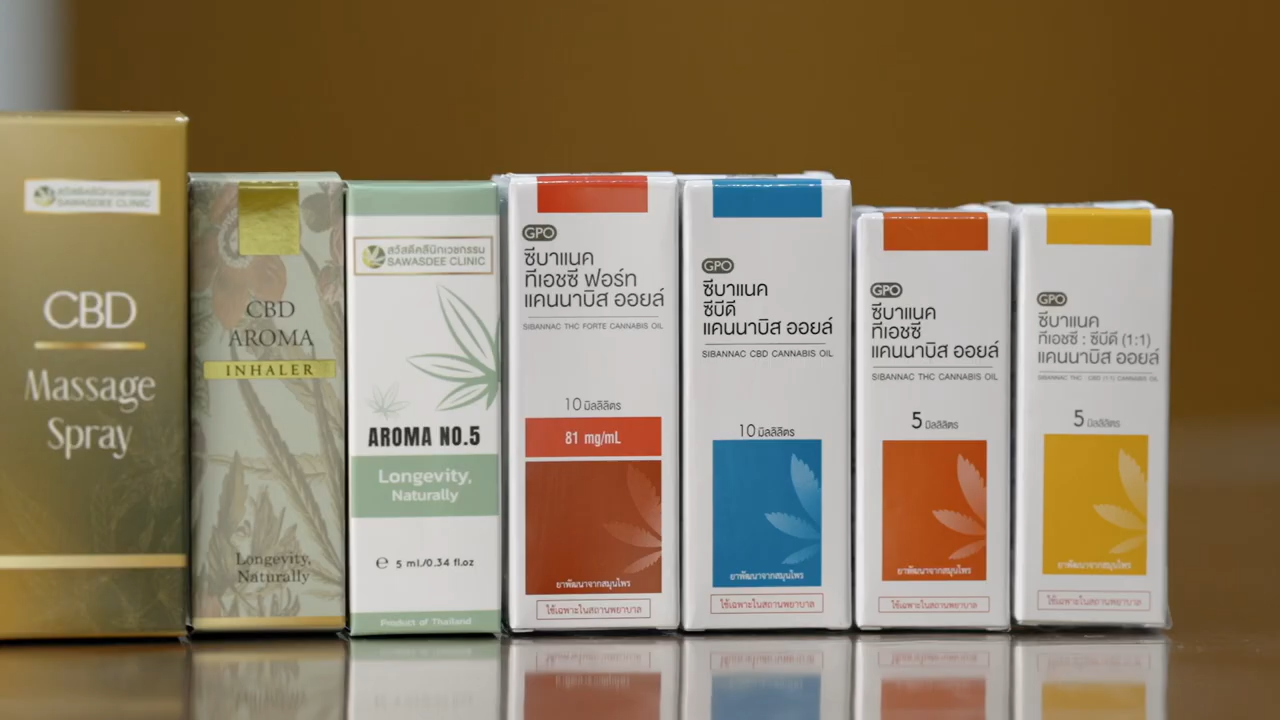 สวัสดีคลินิกเวชกรรม
SAWASDEE CLINIC
CBD
Massage
Spray
CBD
AROMA
INHALER
Longevity,
Naturally
สวัสดีคลินิกเวชกรรม
SAWASDEE CLINIC
AROMA NO.5
Longevity,
Naturally
℮ 5 ml./0.34 fl.oz
Product of Thailand
GPO
ซีบาแนค
ทีเอชซี ฟอร์ท
แคนนาบิส ออยล์
SIBANNAC THC FORTE CANNABIS OIL
10 มิลลิลิตร
81 mg/mL
ยาพัฒนาจากสมุนไพร
ใช้เฉพาะในสถานพยาบาล
GPO
ซีบาแนค
ซีบีดี
แคนนาบิส ออยล์
SIBANNAC CBD CANNABIS OIL
10 มิลลิลิตร
ยาพัฒนาจากสมุนไพร
ใช้เฉพาะในสถานพยาบาล
GPO
ซีบาแนค
ทีเอชซี
แคนนาบิส ออยล์
SIBANNAC THC CANNABIS OIL
5 มิลลิลิตร
ยาพัฒนาจากสมุนไพร
ใช้เฉพาะในสถานพยาบาล
GPO
ซีบาแนค
ทีเอชซี : ซีบีดี (1:1)
แคนนาบิส ออยล์
SIBANNAC THC : CBD (1:1) CANNABIS OIL
5 มิลลิลิตร
ยาพัฒนาจากสมุนไพร
ใช้เฉพาะในสถานพยาบาล